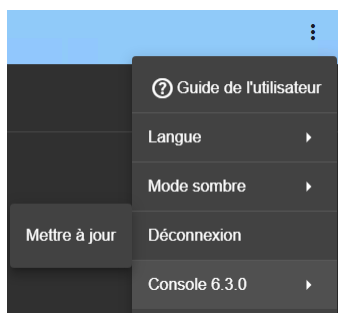 Guide de l'utilisateur
Langue
Mode sombre
Mettre à jour
Déconnexion
Console 6.3.0